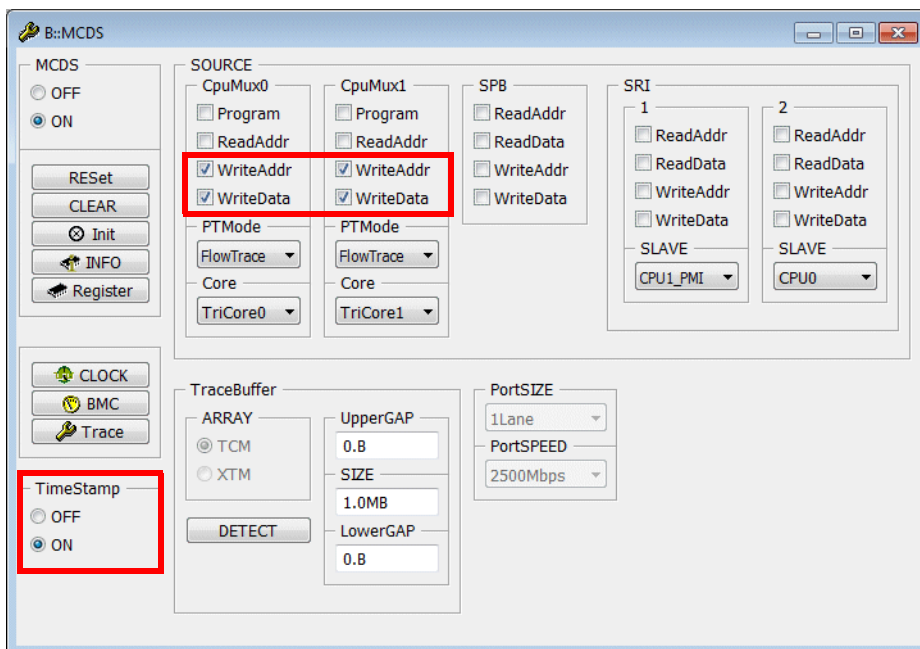 B::MCDS
MCDS
OFF
ON
RESet
CLEAR
Init
INFO
Register
CLOCK
BMC
Trace
TimeStamp
OFF
ON
SOURCE
CpuMux0
Program
ReadAddr
WriteAddr
WriteData
PTMode
FlowTrace
Core
TriCore0
CpuMux1
Program
ReadAddr
WriteAddr
WriteData
PTMode
FlowTrace
Core
TriCore1
SPB
ReadAddr
ReadData
WriteAddr
WriteData
SRI
1
ReadAddr
ReadData
WriteAddr
WriteData
SLAVE
CPU1_PMI
2
ReadAddr
ReadData
WriteAddr
WriteData
SLAVE
CPU0
TraceBuffer
ARRAY
TCM
XTM
DETECT
UpperGAP
0.B
SIZE
1.0MB
LowerGAP
0.B
PortSIZE
1Lane
PortSPEED
2500Mbps